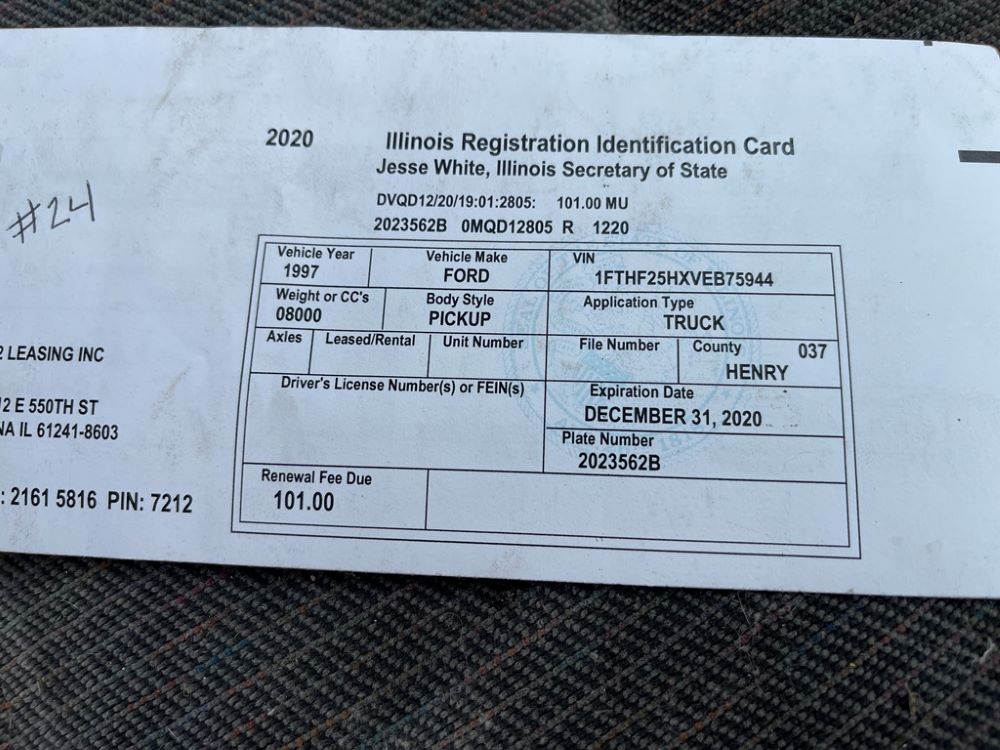 2020 Illinois Registration Identification Card
Jesse White, Illinois Secretary of State
DVQD12/20/19:01:2805: 101.00 MU
2023562B 0MQD12805 R 1220
#24
Vehicle Year Vehicle Make VIN
1997 FORD 1FTHF25HXVEB75944
Weight or CC's Body Style Application Type
08000 PICKUP TRUCK
Axles Leased/Rental Unit Number File Number County 037
HENRY
2 LEASING INC
Driver's License Number(s) or FEIN(s) Expiration Date
DECEMBER 31, 2020
2 E 550TH ST
NA IL 61241-8603
Plate Number
2023562B
Renewal Fee Due
101.00
: 2161 5816 PIN: 7212